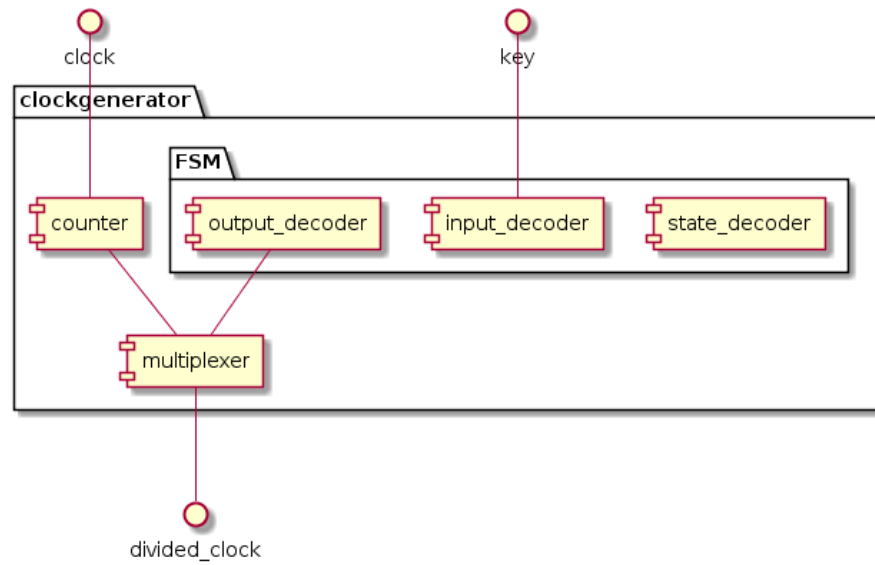 clock
key
clockgenerator
FSM
counter
output_decoder
input_decoder
state_decoder
multiplexer
divided_clock